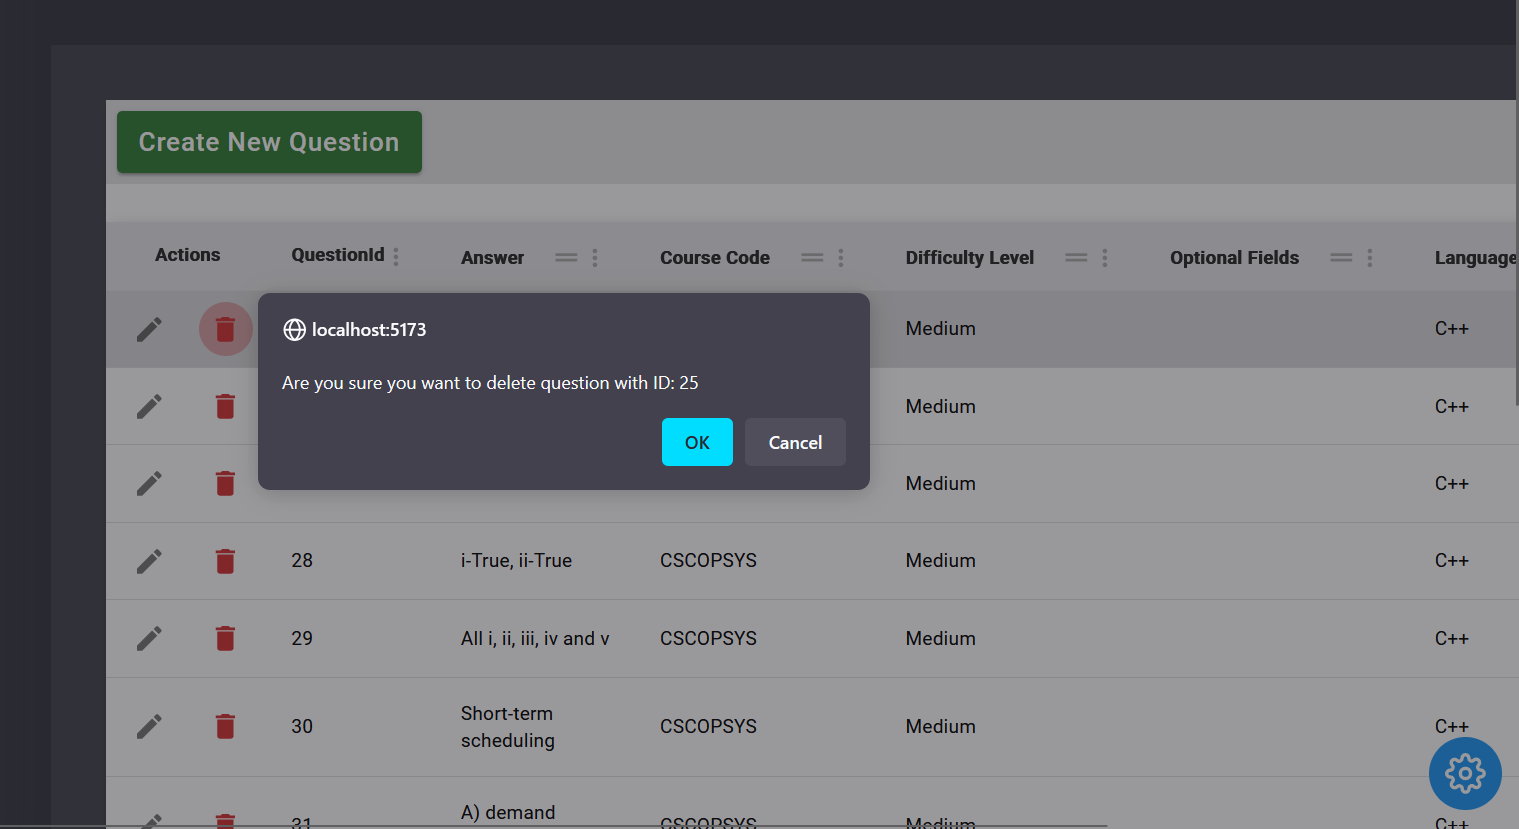 Create New Question
Actions QuestionId Answer Course Code Difficulty Level Optional Fields Language
localhost:5173
Are you sure you want to delete question with ID: 25
OK Cancel
Medium C++
Medium C++
Medium C++
28 i-True, ii-True CSCOPSYS Medium C++
29 All i, ii, iii, iv and v CSCOPSYS Medium C++
30 Short-term scheduling CSCOPSYS Medium C++
31 A) demand CSCOPSYS Medium C++